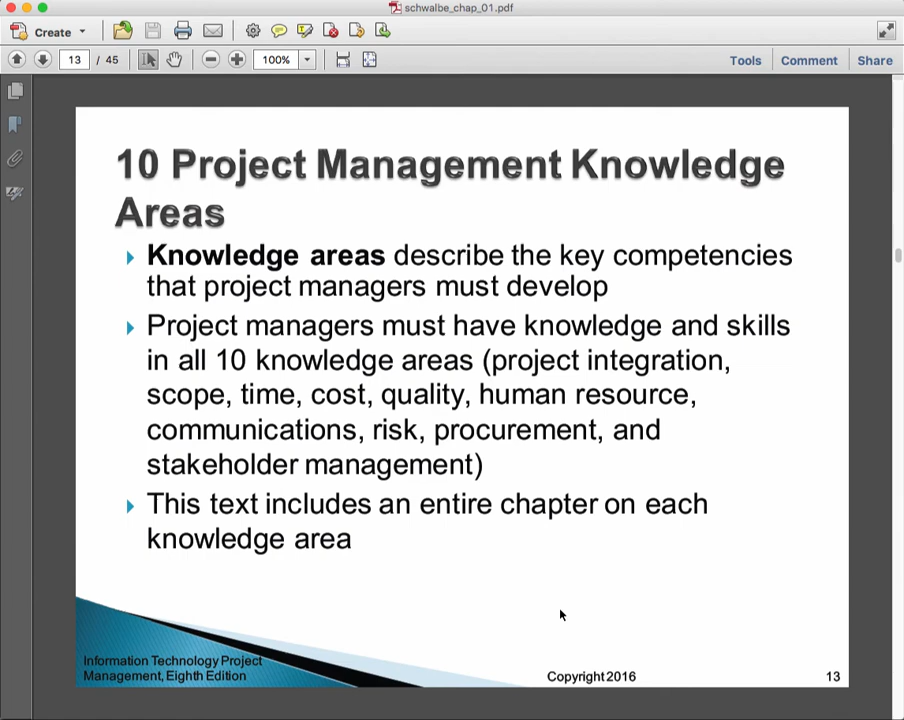 schwalbe_chap_01.pdf
Create
13 / 45
100%
Tools Comment Share
10 Project Management Knowledge
Areas
Knowledge areas describe the key competencies
that project managers must develop
Project managers must have knowledge and skills
in all 10 knowledge areas (project integration,
scope, time, cost, quality, human resource,
communications, risk, procurement, and
stakeholder management)
This text includes an entire chapter on each
knowledge area
Information Technology Project
Management, Eighth Edition
Copyright 2016
13